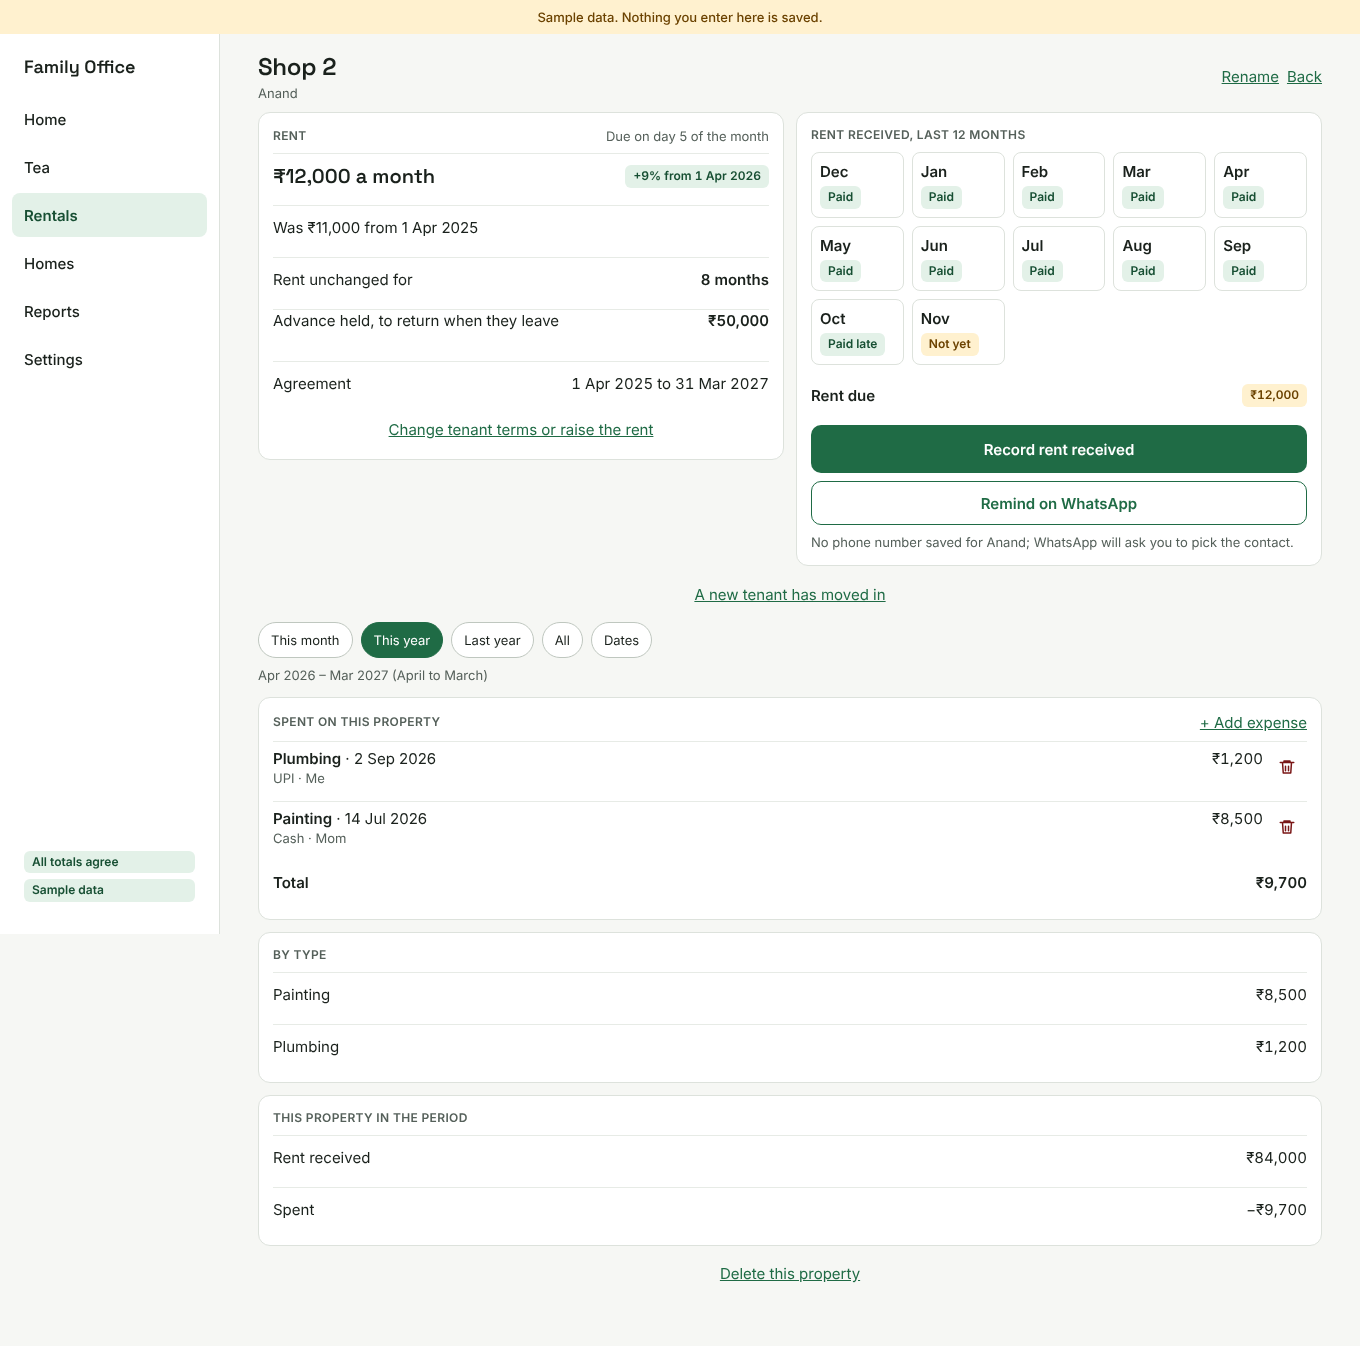 Sample data. Nothing you enter here is saved.
Family Office
Home
Tea
Rentals
Homes
Reports
Settings
All totals agree
Sample data
Shop 2
Anand
Rename Back
RENT
Due on day 5 of the month
₹12,000 a month
+9% from 1 Apr 2026
Was ₹11,000 from 1 Apr 2025
Rent unchanged for
8 months
Advance held, to return when they leave
₹50,000
Agreement
1 Apr 2025 to 31 Mar 2027
Change tenant terms or raise the rent
RENT RECEIVED, LAST 12 MONTHS
Dec
Paid
Jan
Paid
Feb
Paid
Mar
Paid
Apr
Paid
May
Paid
Jun
Paid
Jul
Paid
Aug
Paid
Sep
Paid
Oct
Paid late
Nov
Not yet
Rent due
₹12,000
Record rent received
Remind on WhatsApp
No phone number saved for Anand; WhatsApp will ask you to pick the contact.
A new tenant has moved in
This month
This year
Last year
All
Dates
Apr 2026 – Mar 2027 (April to March)
SPENT ON THIS PROPERTY
+ Add expense
Plumbing · 2 Sep 2026
₹1,200
UPI · Me
Painting · 14 Jul 2026
₹8,500
Cash · Mom
Total
₹9,700
BY TYPE
Painting
₹8,500
Plumbing
₹1,200
THIS PROPERTY IN THE PERIOD
Rent received
₹84,000
Spent
−₹9,700
Delete this property